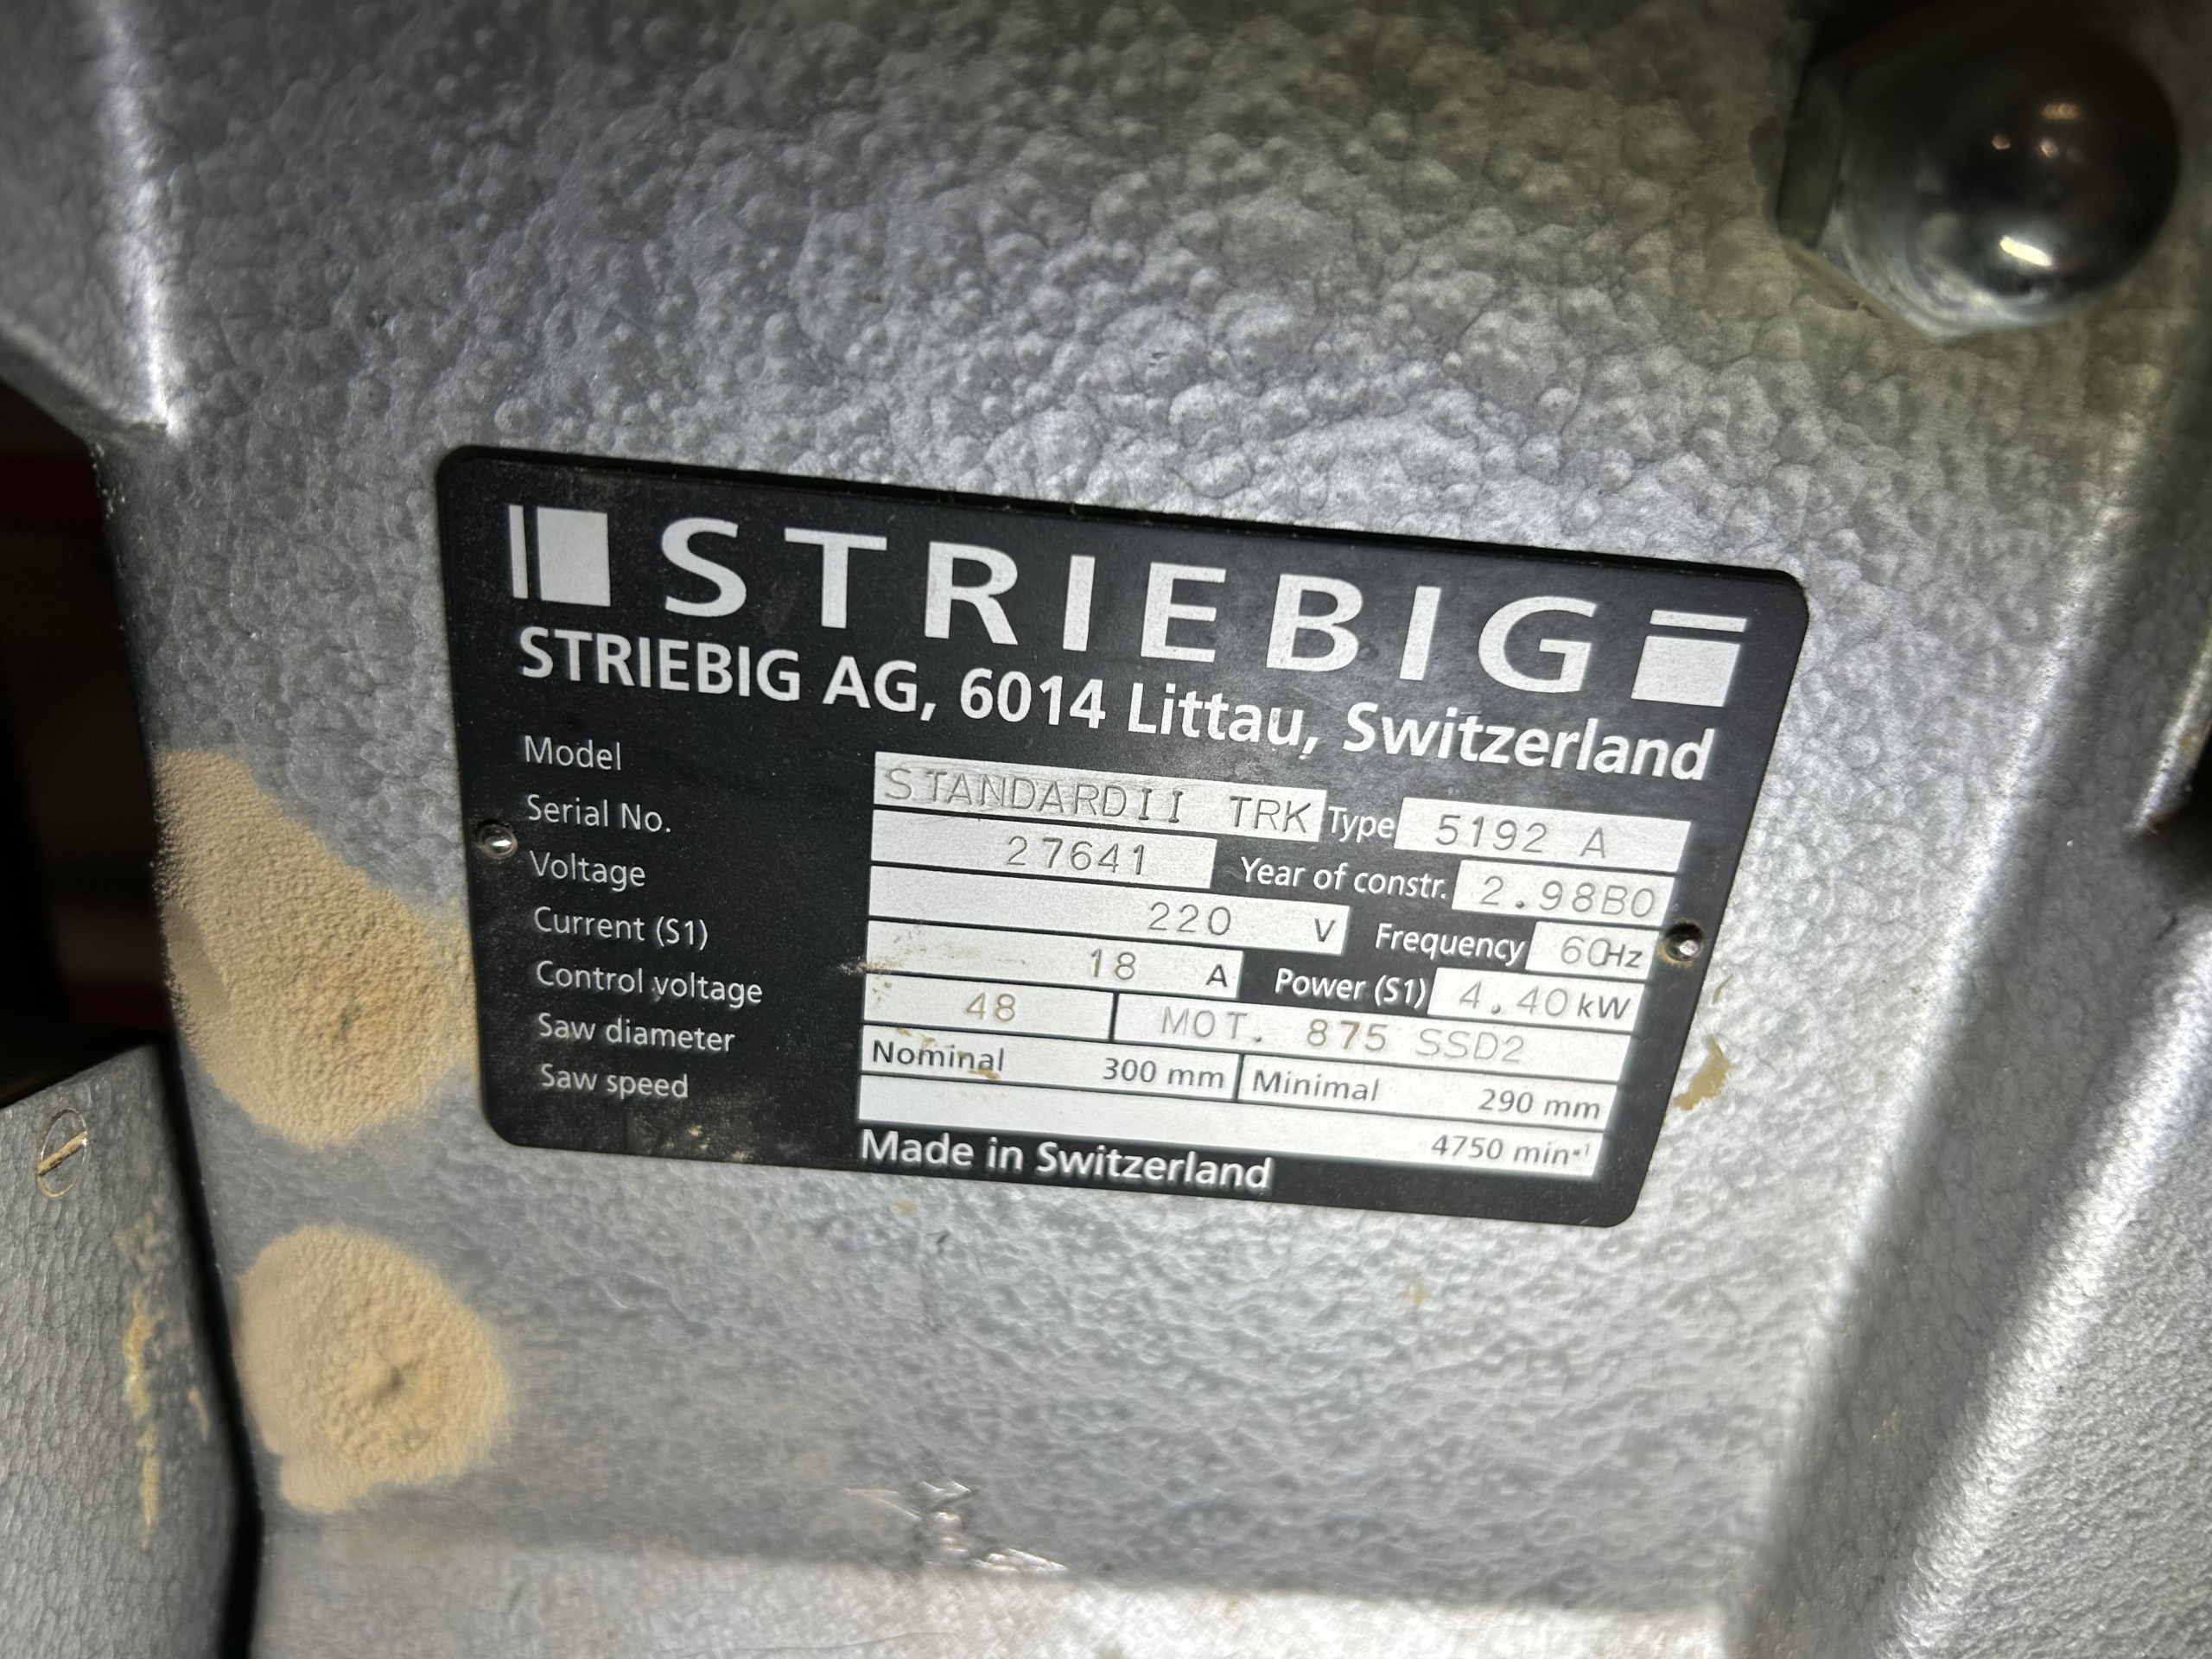 STRIEBIG
STRIEBIG AG, 6014 Littau, Switzerland
Model STANDARDII TRK Type 5192 A
Serial No. 27641 Year of constr. 2.98B0
Voltage 220 V Frequency 60Hz
Current (S1) 18 A Power (S1) 4.40 kW
Control voltage 48 MOT. 875 SSD2
Saw diameter Nominal 300 mm Minimal 290 mm
Saw speed 4750 min⁻¹
Made in Switzerland